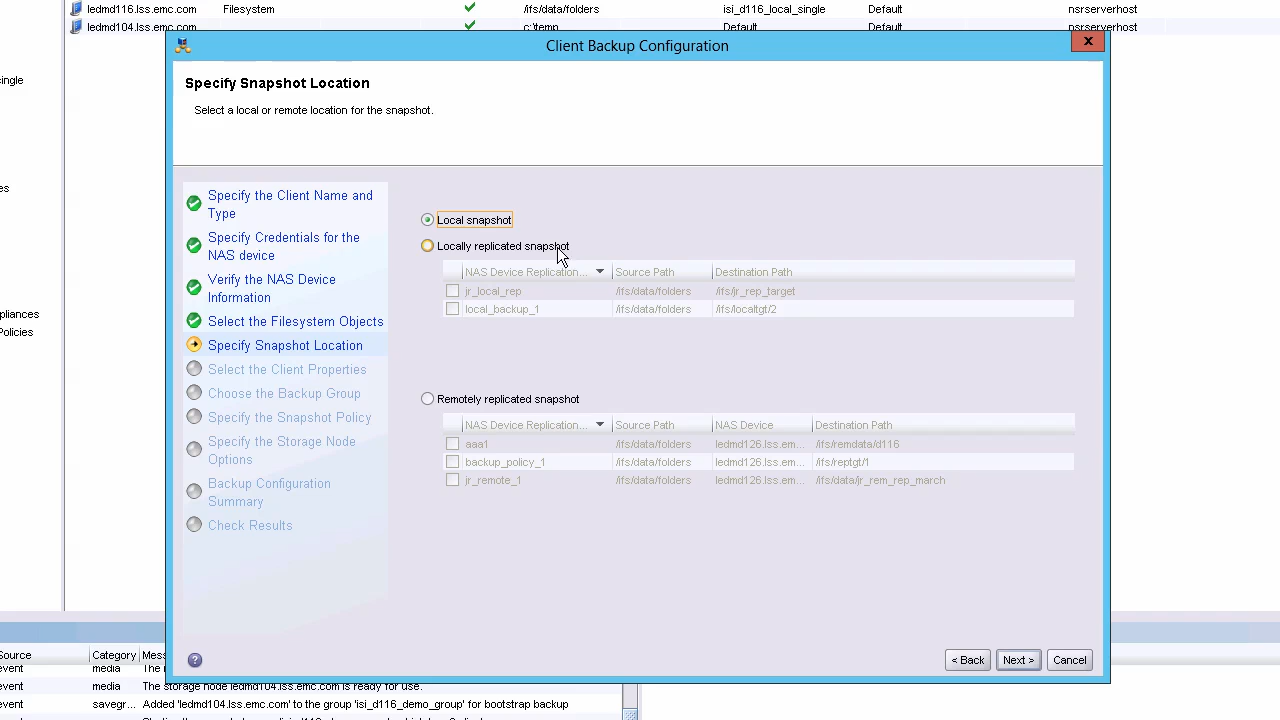 ledmd116.lss.emc.com Filesystem /ifs/data/folders isi_d116_local_single Default nsrserverhost
ledmd104.lss.emc.com c:\temp Default Default nsrserverhost
Client Backup Configuration
Specify Snapshot Location
Select a local or remote location for the snapshot.
Specify the Client Name and
Type
Specify Credentials for the
NAS device
Verify the NAS Device
Information
Select the Filesystem Objects
Specify Snapshot Location
Select the Client Properties
Choose the Backup Group
Specify the Snapshot Policy
Specify the Storage Node
Options
Backup Configuration
Summary
Check Results
Local snapshot
Locally replicated snapshot
NAS Device Replication... Source Path Destination Path
jr_local_rep /ifs/data/folders /ifs/jr_rep_target
local_backup_1 /ifs/data/folders /ifs/localtgt/2
Remotely replicated snapshot
NAS Device Replication... Source Path NAS Device Destination Path
aaa1 /ifs/data/folders ledmd126.lss.em... /ifs/remdata/d116
backup_policy_1 /ifs/data/folders ledmd126.lss.em... /ifs/reptgt/1
jr_remote_1 /ifs/data/folders ledmd126.lss.em... /ifs/data/jr_rem_rep_march
< Back Next > Cancel
ingle
es
pliances
Policies
Source Category Mess
event media The
event media The storage node ledmd104.lss.emc.com is ready for use.
event savegr... Added 'ledmd104.lss.emc.com' to the group 'isi_d116_demo_group' for bootstrap backup